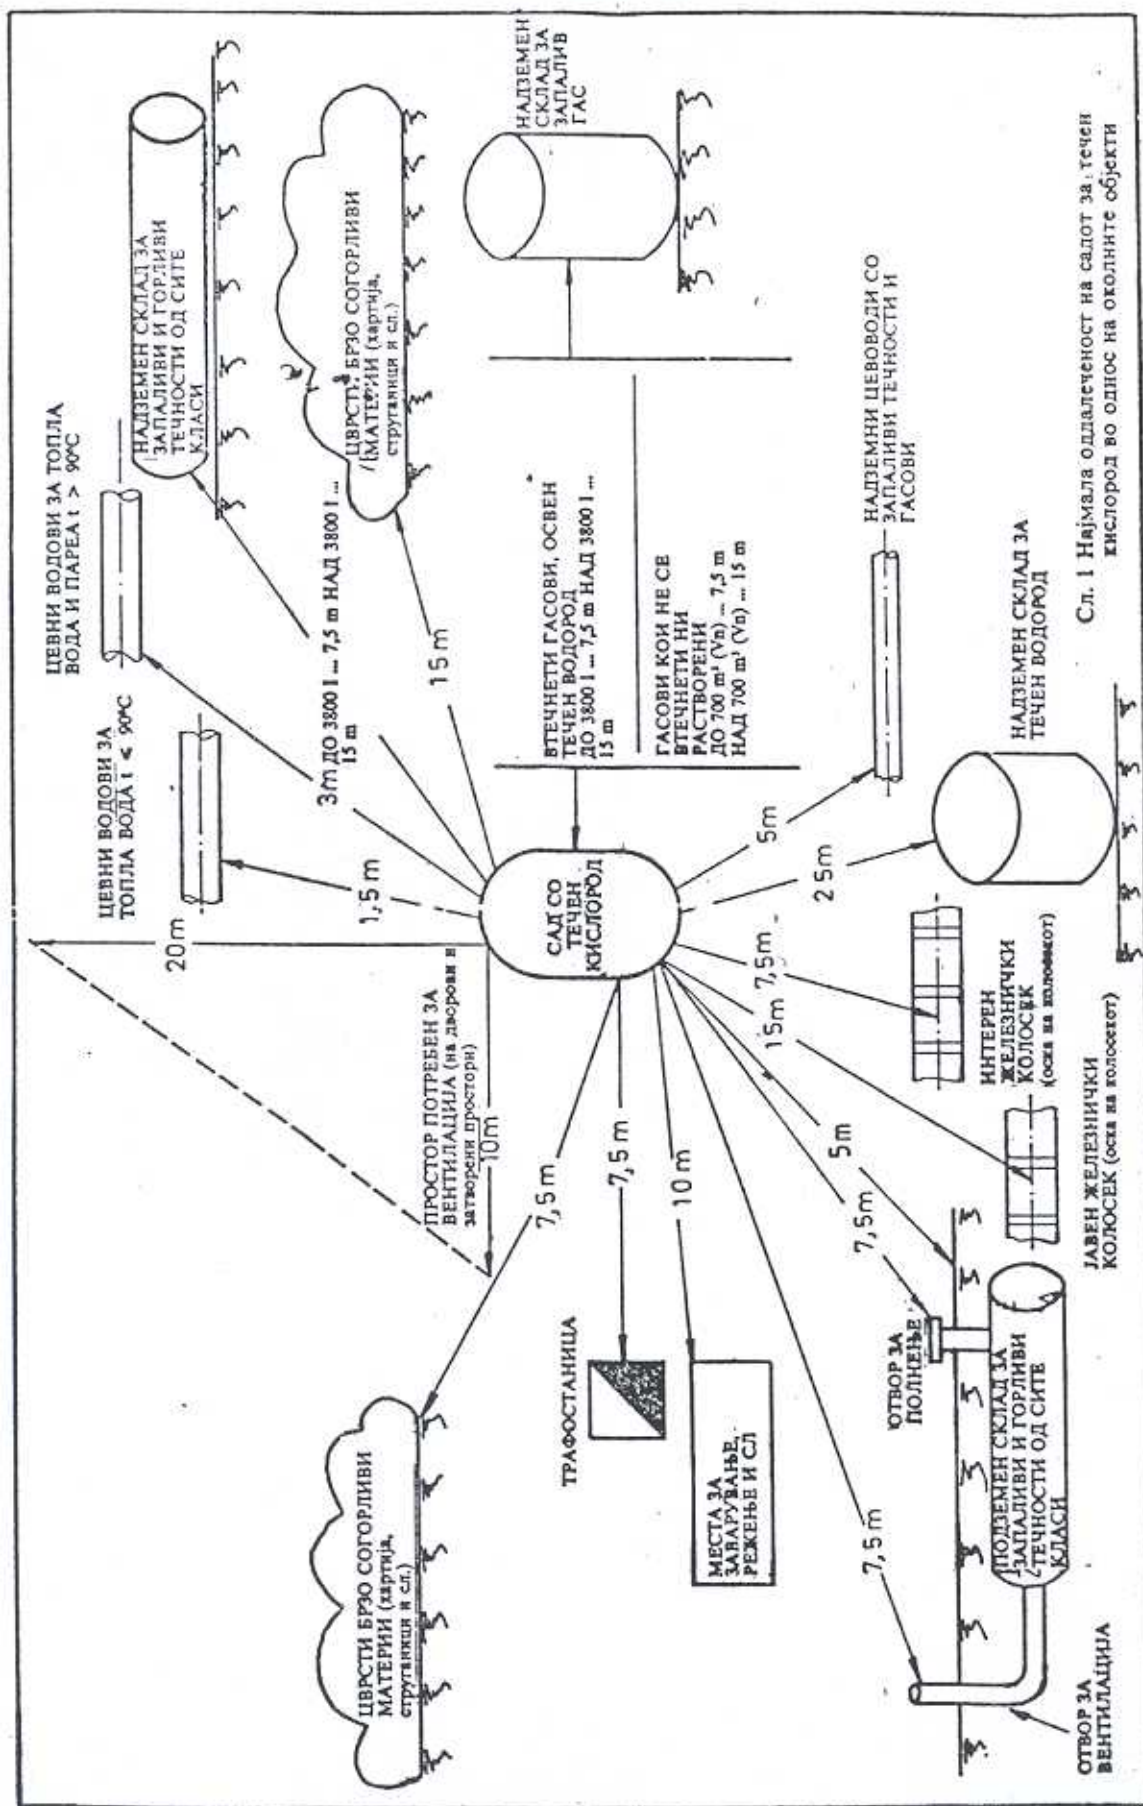 ЦВРСТИ БРЗО СОГОРЛИВИ
МАТЕРИИ (хартија,
струганици и сл.)
7,5m
ПРОСТОР ПОТРЕБЕН ЗА
ВЕНТИЛАЦИЈА (на дворови и
затворени простори)
10m
20m
ЦЕВНИ ВОДОВИ ЗА
ТОПЛА ВОДА t < 90°C
1,5m
ЦЕВНИ ВОДОВИ ЗА ТОПЛА
ВОДА И ПАРЕА t > 90°C
3m
НАДЗЕМЕН СКЛАД ЗА
ЗАПАЛИВИ И ГОРЛИВИ
ТЕЧНОСТИ ОД СИТЕ
КЛАСИ
ДО 3800 l ... 7,5 m НАД 3800 l ...
15 m
ЦВРСТИ БРЗО СОГОРЛИВИ
МАТЕРИИ (хартија,
струганици и сл.)
15m
ТРАФОСТАНИЦА
7,5m
МЕСТА ЗА
ЗАВАРУВАЊЕ,
РЕЖЕЊЕ И СЛ
10m
САД СО
ТЕЧЕН
КИСЛОРОД
ВТЕЧНЕТИ ГАСОВИ, ОСВЕН
ТЕЧЕН ВОДОРОД
ДО 3800 l ... 7,5 m НАД 3800 l ...
15 m
ГАСОВИ КОИ НЕ СЕ
ВТЕЧНЕТИ НИ
РАСТВОРЕНИ
ДО 700 m³ (Vn) ... 7,5 m
НАД 700 m³ (Vn) ... 15 m
НАДЗЕМЕН
СКЛАД ЗА
ЗАПАЛИВ
ГАС
7,5m
ОТВОР ЗА
ВЕНТИЛАЦИЈА
ПОДЗЕМЕН СКЛАД ЗА
ЗАПАЛИВИ И ГОРЛИВИ
ТЕЧНОСТИ ОД СИТЕ
КЛАСИ
ОТВОР ЗА
ПОЛНЕЊЕ
7,5m
5m
15m
ЈАВЕН ЖЕЛЕЗНИЧКИ
КОЛОСЕК (оска на колосекот)
7,5m
ИНТЕРЕН
ЖЕЛЕЗНИЧКИ
КОЛОСЕК
(оска на колосекот)
25m
НАДЗЕМЕН СКЛАД ЗА
ТЕЧЕН ВОДОРОД
5m
НАДЗЕМНИ ЦЕВОВОДИ СО
ЗАПАЛИВИ ТЕЧНОСТИ И
ГАСОВИ
Сл. 1 Најмала оддалеченост на садот за течен
кислород во однос на околните објекти